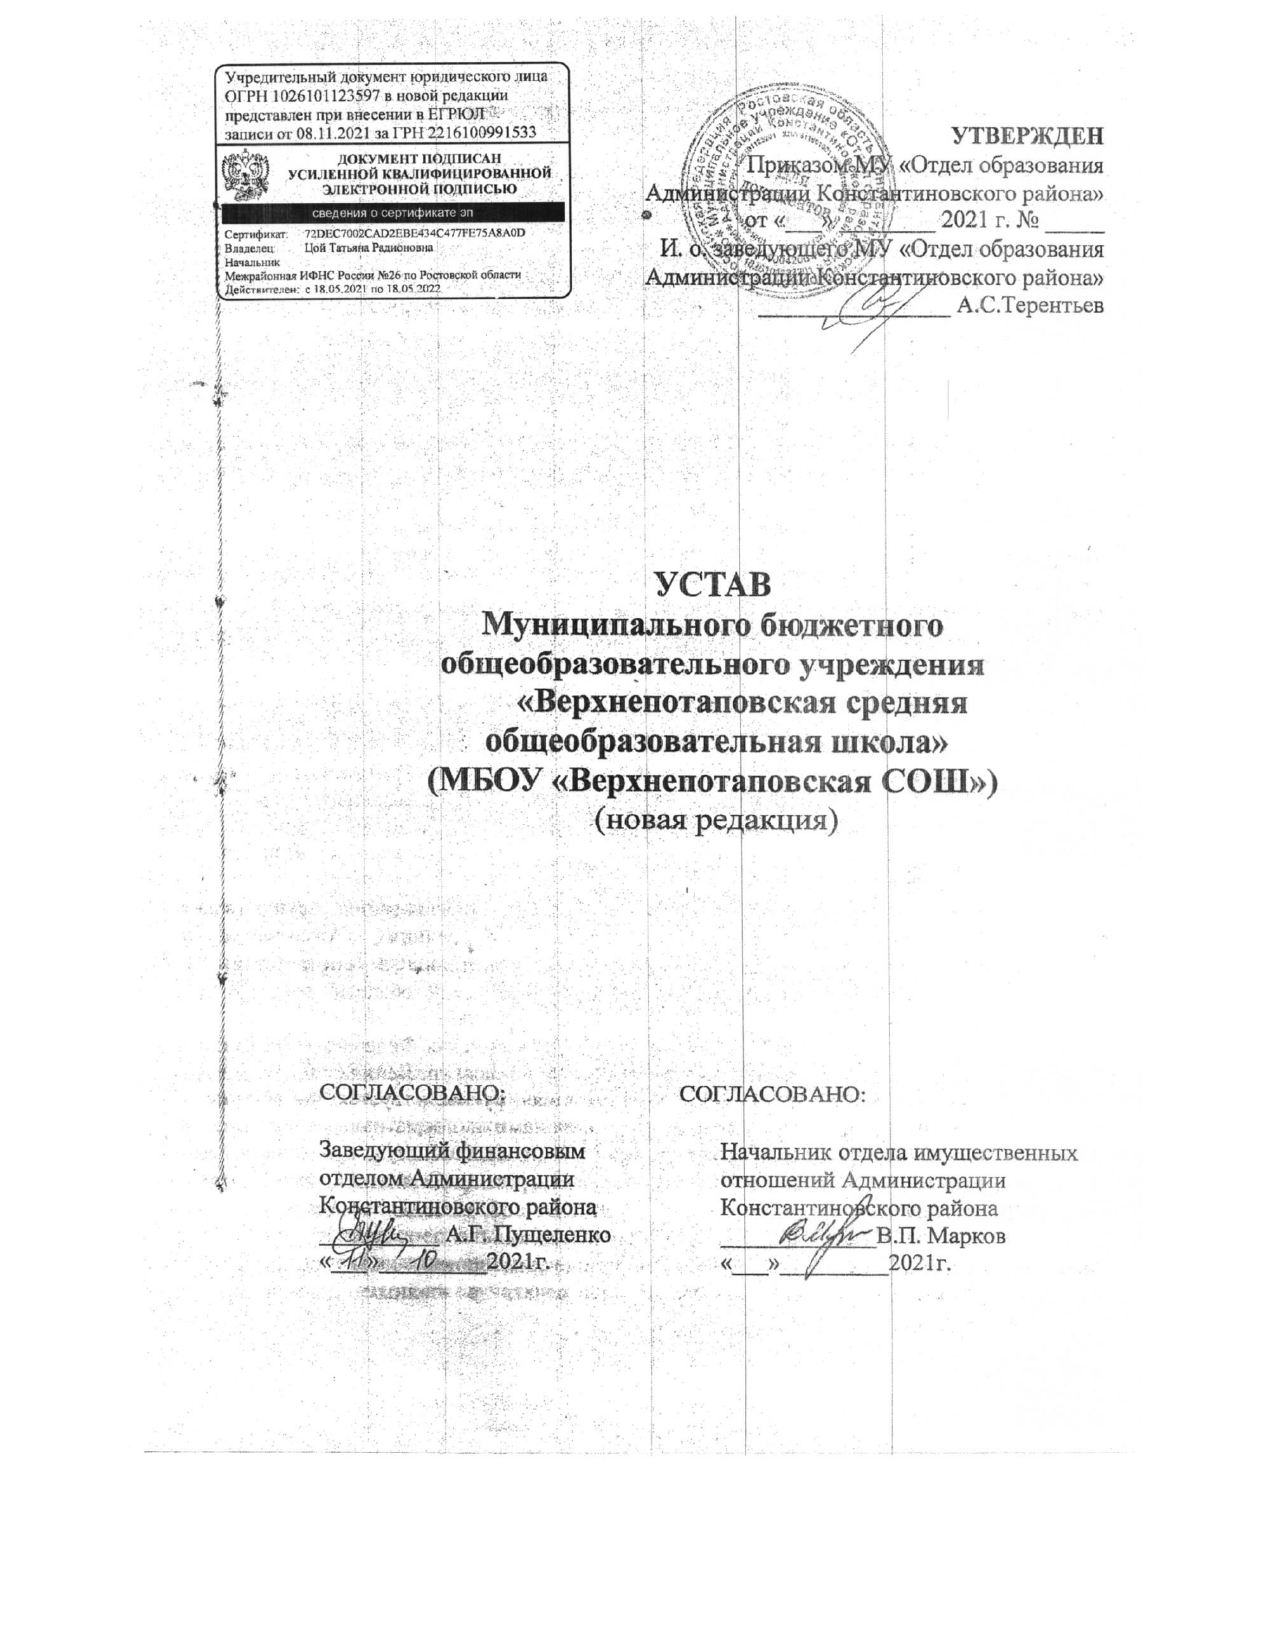 Учредительный документ юридического лица
ОГРН 1026101123597 в новой редакции
представлен при внесении в ЕГРЮЛ
записи от 08.11.2021 за ГРН 2216100991533
ДОКУМЕНТ ПОДПИСАН
УСИЛЕННОЙ КВАЛИФИЦИРОВАННОЙ
ЭЛЕКТРОННОЙ ПОДПИСЬЮ
сведения о сертификате эп
Сертификат: 72DEC7002CAD2EBE434C477FE75A8A0D
Владелец: Цой Татьяна Радионовна
Начальник
Межрайонная ИФНС России №26 по Ростовской области
Действителен: с 18.05.2021 по 18.05.2022
УТВЕРЖДЕН
Приказом МУ «Отдел образования
Администрации Константиновского района»
от «___» _________ 2021 г. № _____
И. о. заведующего МУ «Отдел образования
Администрации Константиновского района»
________________ А.С.Терентьев
УСТАВ
Муниципального бюджетного
общеобразовательного учреждения
«Верхнепотаповская средняя
общеобразовательная школа»
(МБОУ «Верхнепотаповская СОШ»)
(новая редакция)
СОГЛАСОВАНО:
Заведующий финансовым
отделом Администрации
Константиновского района
__________ А.Г. Пущеленко
«11» 10 2021г.
СОГЛАСОВАНО:
Начальник отдела имущественных
отношений Администрации
Константиновского района
_____________В.П. Марков
«___»_________2021г.